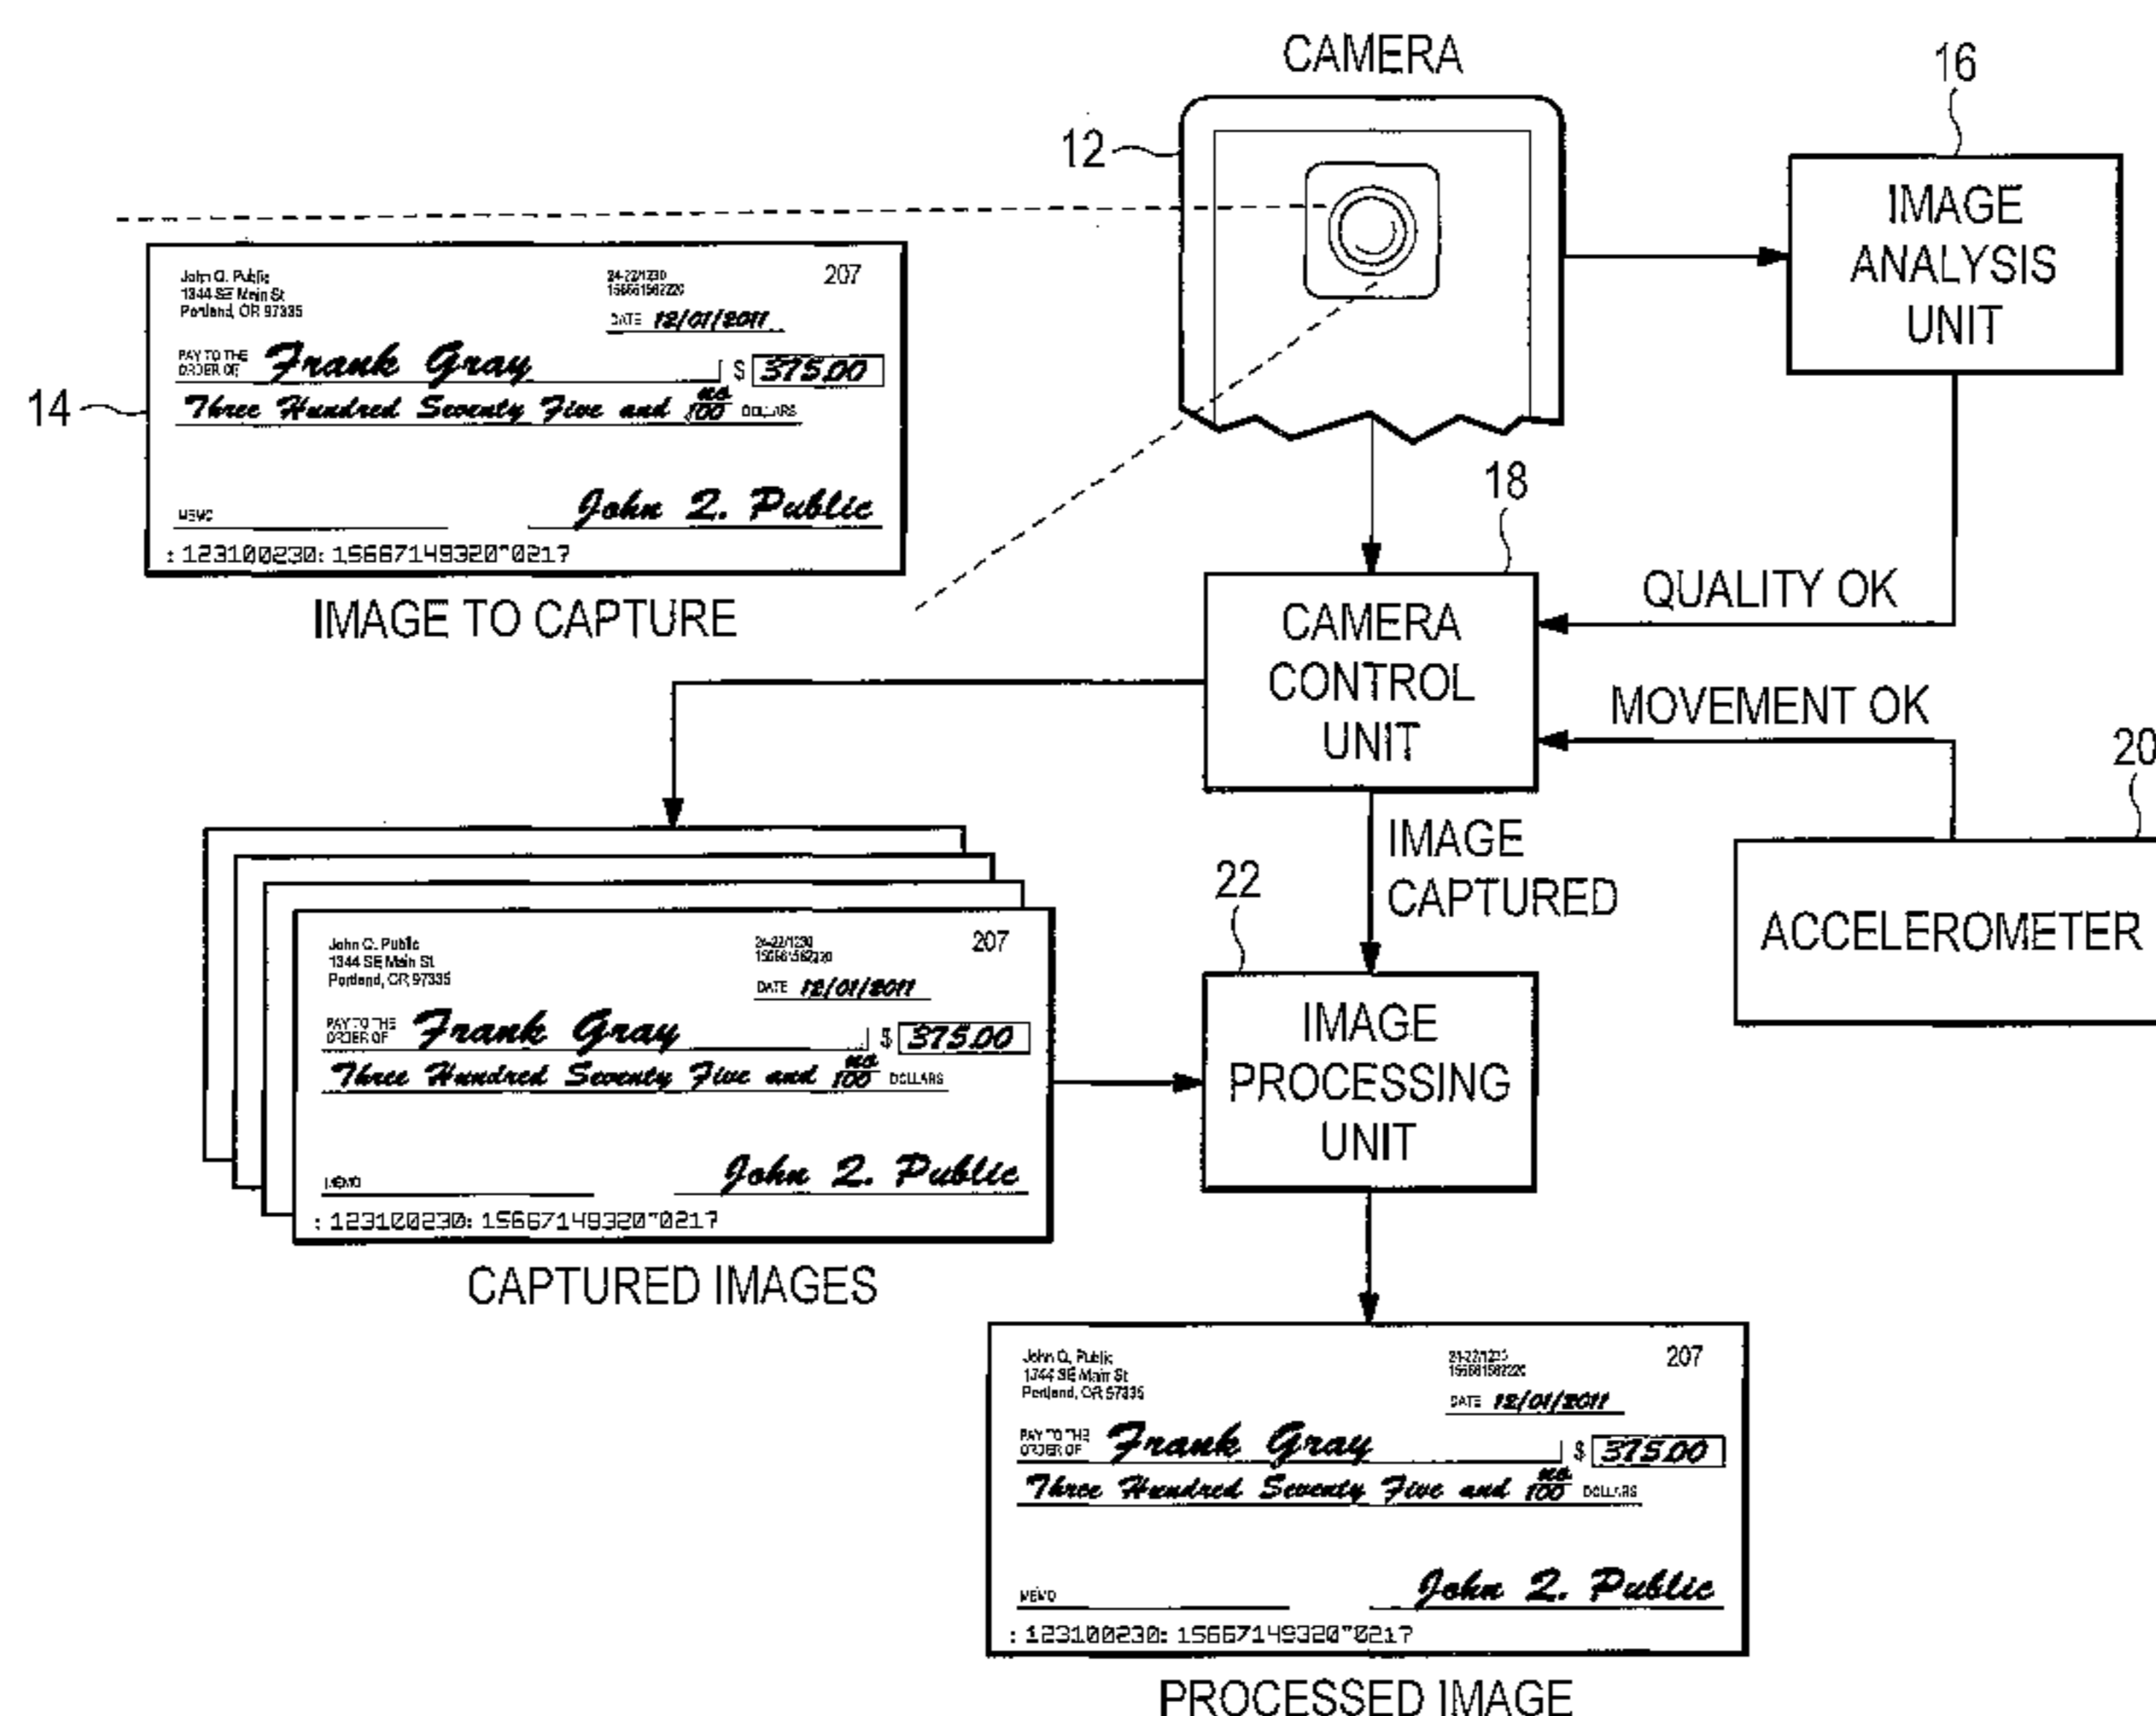 CAMERA
16
12
IMAGE
ANALYSIS
UNIT
John Q. Public
1344 SE Main St
Portland, OR 97335
24-22/1230
156661562220
207
DATE 12/01/2011
PAY TO THE
ORDER OF Frank Gray $ 375.00
14
Three Hundred Seventy Five and no/100 DOLLARS
MEMO
John Q. Public
:123100230: 15667149320"0217
IMAGE TO CAPTURE
18
CAMERA
CONTROL
UNIT
QUALITY OK
MOVEMENT OK
20
ACCELEROMETER
IMAGE
CAPTURED
22
IMAGE
PROCESSING
UNIT
John Q. Public
1344 SE Main St
Portland, OR 97335
207
DATE 12/01/2011
PAY TO THE
ORDER OF Frank Gray $ 375.00
Three Hundred Seventy Five and no/100 DOLLARS
MEMO
John Q. Public
:123100230: 15667149320"0217
CAPTURED IMAGES
John Q. Public
1344 SE Main St
Portland, OR 97335
207
DATE 12/01/2011
PAY TO THE
ORDER OF Frank Gray $ 375.00
Three Hundred Seventy Five and no/100 DOLLARS
MEMO
John Q. Public
:123100230: 15667149320"0217
PROCESSED IMAGE